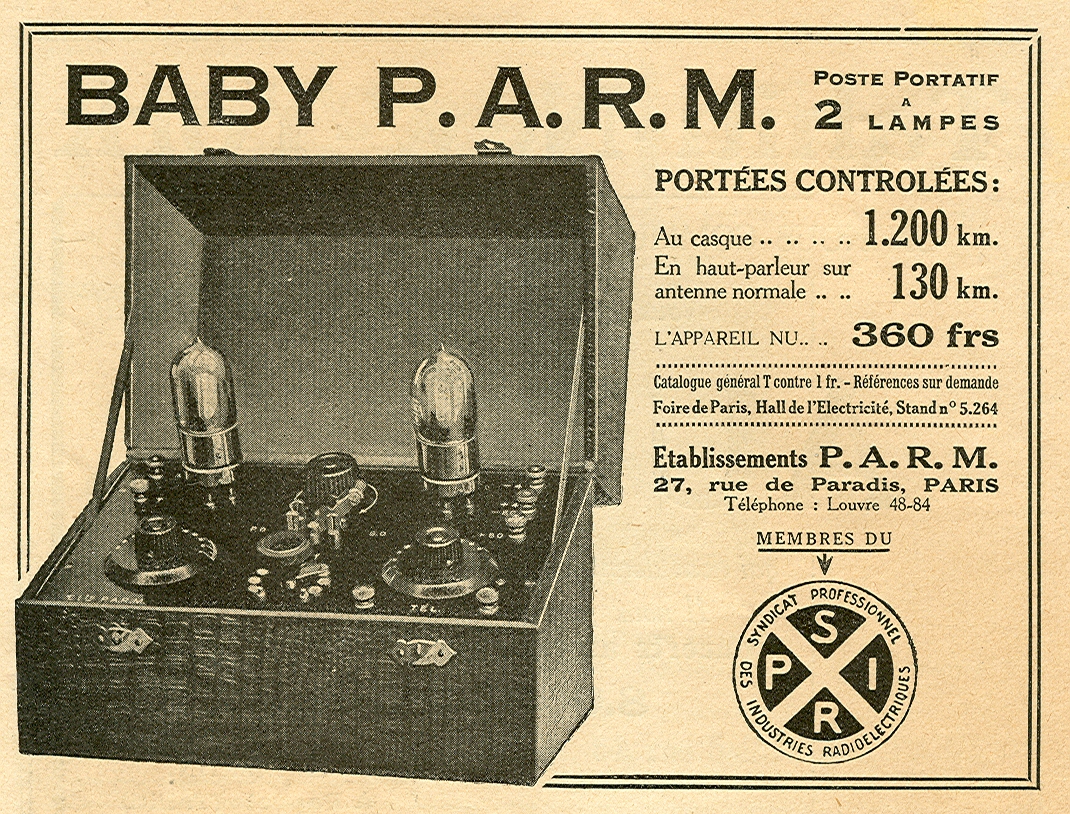 BABY P. A. R. M.
POSTE PORTATIF
A
2 LAMPES
PORTÉES CONTROLÉES:
Au casque .. .. .. .. 1.200 km.
En haut-parleur sur
antenne normale .. .. 130 km.
L'APPAREIL NU.. .. 360 frs
Catalogue général T contre 1 fr. - Références sur demande
Foire de Paris, Hall de l'Electricité, Stand n° 5.264
Etablissements P. A. R. M.
27, rue de Paradis, PARIS
Téléphone : Louvre 48-84
MEMBRES DU
SYNDICAT PROFESSIONNEL
DES INDUSTRIES RADIOELECTRIQUES
S
P I
R
TEL.